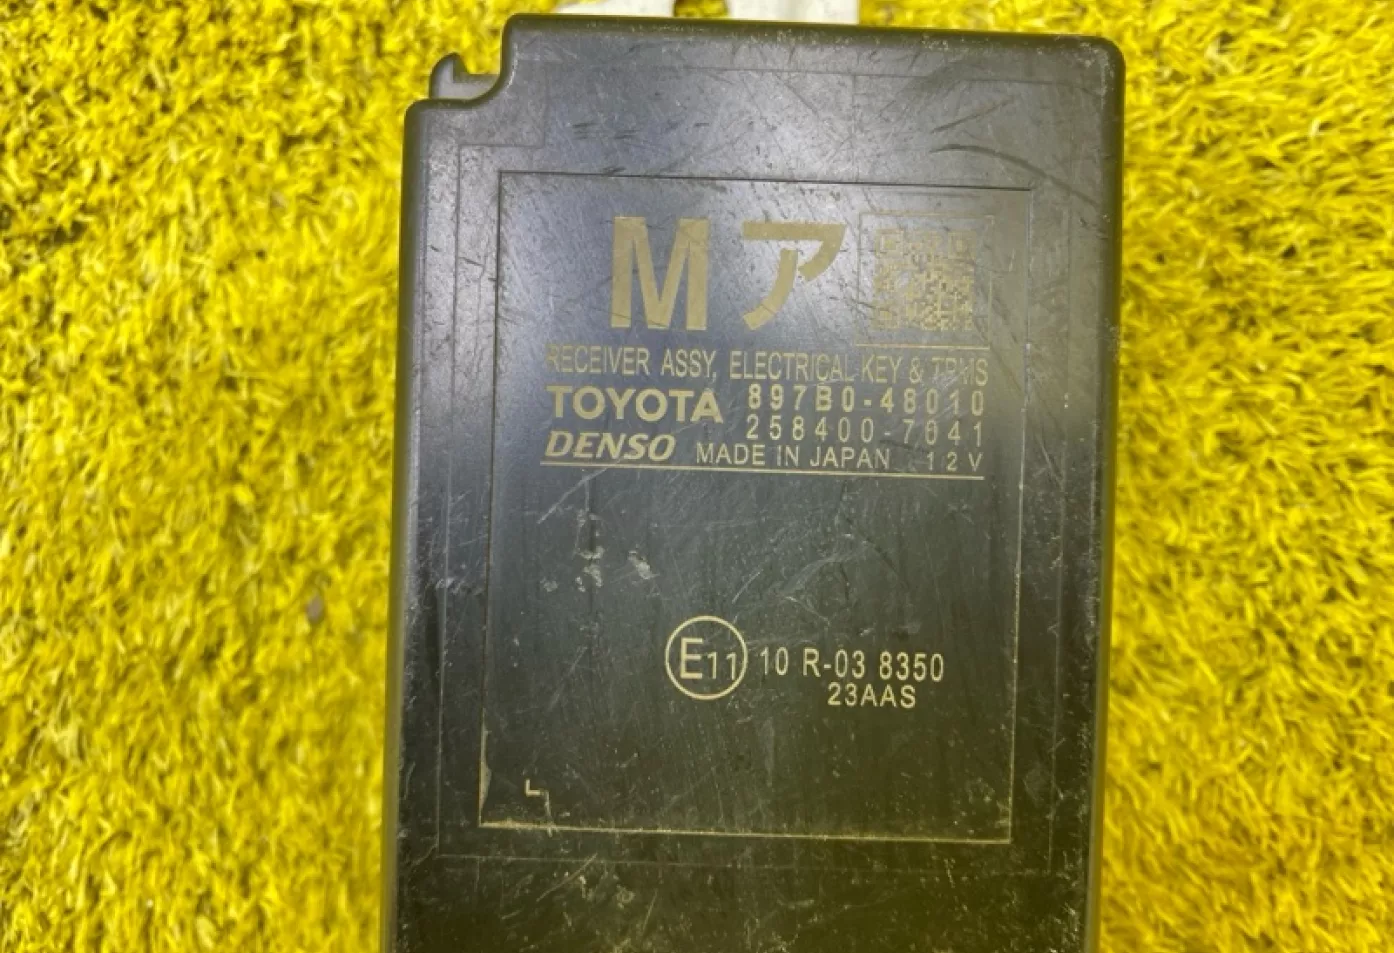 Mア
RECEIVER ASSY, ELECTRICAL KEY & TPMS
TOYOTA 897B0-48010
258400-7041
DENSO MADE IN JAPAN 12V
E11 10 R-03 8350
23AAS